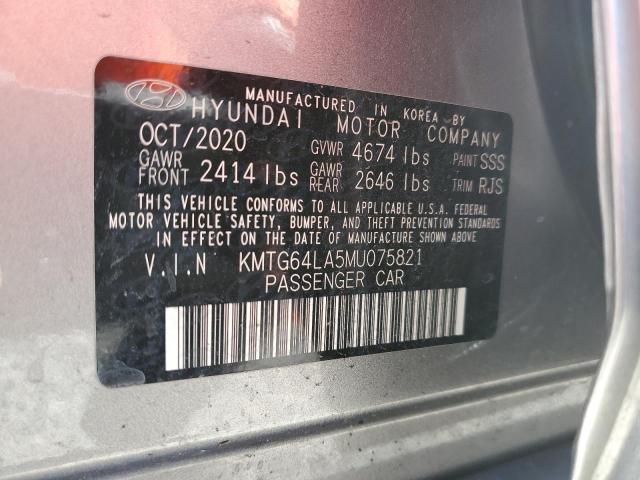 MANUFACTURED IN KOREA BY
HYUNDAI MOTOR COMPANY
OCT/2020 GVWR 4674 lbs PAINT SSS
GAWR FRONT 2414 lbs GAWR REAR 2646 lbs TRIM RJS
THIS VEHICLE CONFORMS TO ALL APPLICABLE U.S.A. FEDERAL
MOTOR VEHICLE SAFETY, BUMPER, AND THEFT PREVENTION STANDARDS
IN EFFECT ON THE DATE OF MANUFACTURE SHOWN ABOVE.
V.I.N KMTG64LA5MU075821
PASSENGER CAR